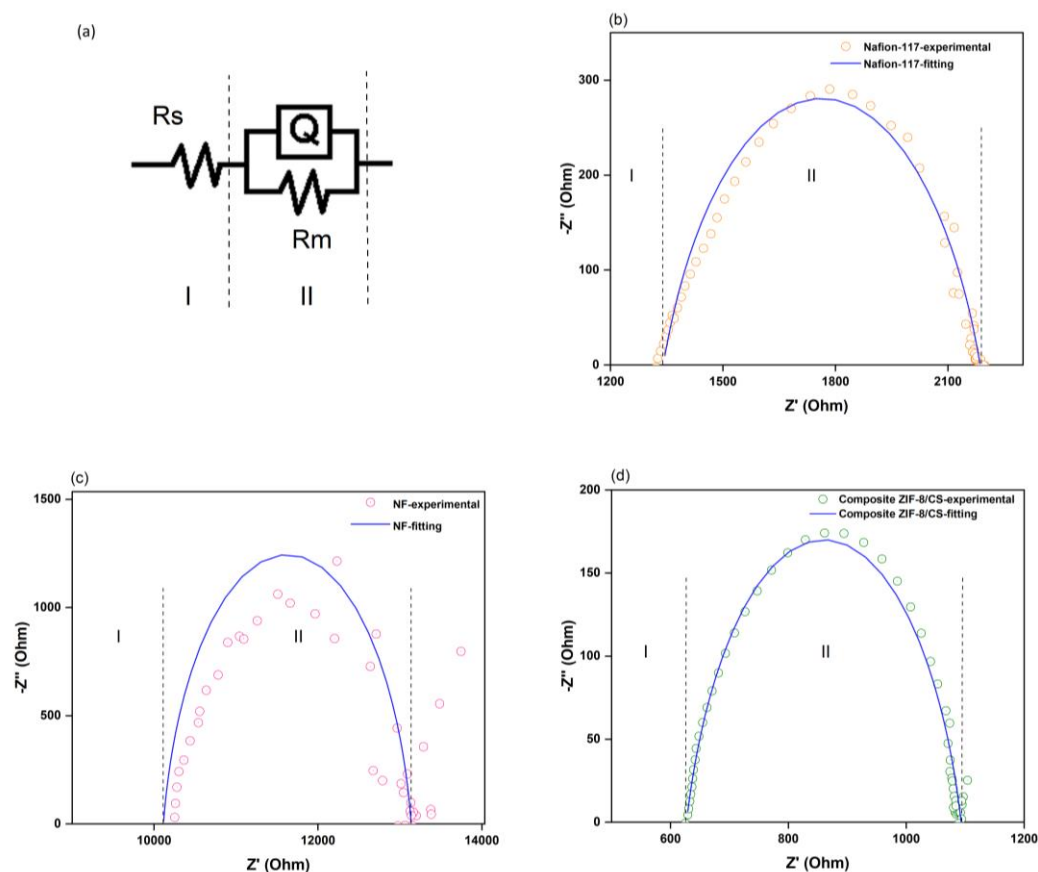 (a)
Rs
Q
Rm
I
II
(b)
Nafion-117-experimental
Nafion-117-fitting
300
200
100
0
-Z'' (Ohm)
I
II
1200
1500
1800
2100
Z' (Ohm)
(c)
NF-experimental
NF-fitting
1500
1000
500
0
-Z'' (Ohm)
I
II
10000
12000
14000
Z' (Ohm)
(d)
Composite ZIF-8/CS-experimental
Composite ZIF-8/CS-fitting
200
150
100
50
0
-Z'' (Ohm)
I
II
600
800
1000
1200
Z' (Ohm)